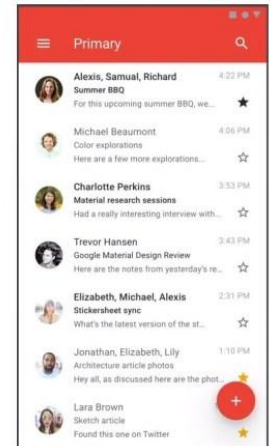 Primary
Alexis, Samual, Richard 4:22 PM
Summer BBQ
For this upcoming summer BBQ, we...
Michael Beaumont 4:06 PM
Color explorations
Here are a few more explorations...
Charlotte Perkins 3:53 PM
Material research sessions
Had a really interesting interview with...
Trevor Hansen 3:43 PM
Google Material Design Review
Here are the notes from yesterday's re...
Elizabeth, Michael, Alexis 2:31 PM
Stickersheet sync
What's the latest version of the st...
Jonathan, Elizabeth, Lily 1:10 PM
Architecture article photos
Hey all, as discussed here are the phot...
Lara Brown
Sketch article
Found this one on Twitter